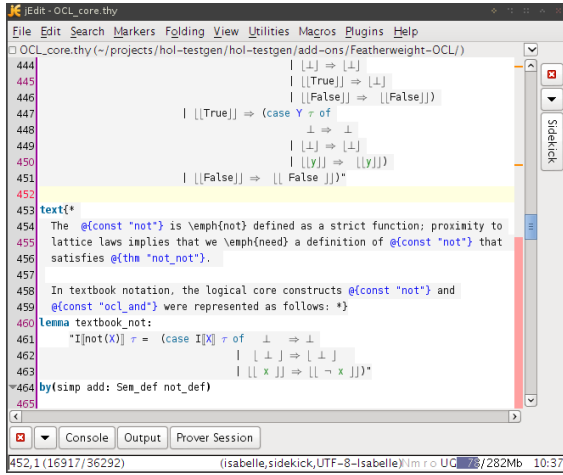 jEdit - OCL_core.thy
File Edit Search Markers Folding View Utilities Macros Plugins Help
OCL_core.thy (~/projects/hol-testgen/hol-testgen/add-ons/Featherweight-OCL/)
444 | ⌊⊥⌋ ⇒ ⌊⊥⌋
445 | ⌊⌊True⌋⌋ ⇒ ⌊⊥⌋
446 | ⌊⌊False⌋⌋ ⇒ ⌊⌊False⌋⌋)
447 | ⌊⌊True⌋⌋ ⇒ (case Y τ of
448 ⊥ ⇒ ⊥
449 | ⌊⊥⌋ ⇒ ⌊⊥⌋
450 | ⌊⌊y⌋⌋ ⇒ ⌊⌊y⌋⌋)
451 | ⌊⌊False⌋⌋ ⇒ ⌊⌊ False ⌋⌋)"
452
453 text{*
454 The @{const "not"} is \emph{not} defined as a strict function; proximity to
455 lattice laws implies that we \emph{need} a definition of @{const "not"} that
456 satisfies @{thm "not_not"}.
457
458 In textbook notation, the logical core constructs @{const "not"} and
459 @{const "ocl_and"} were represented as follows: *}
460 lemma textbook_not:
461 "I⟦not(X)⟧ τ = (case I⟦X⟧ τ of ⊥ ⇒ ⊥
462 | ⌊ ⊥ ⌋ ⇒ ⌊ ⊥ ⌋
463 | ⌊⌊ x ⌋⌋ ⇒ ⌊⌊ ¬ x ⌋⌋)"
464 by(simp add: Sem_def not_def)
465
Sidekick
Console Output Prover Session
452,1 (16917/36292) (isabelle,sidekick,UTF-8-Isabelle)Nm r o UG 78/282Mb 10:37